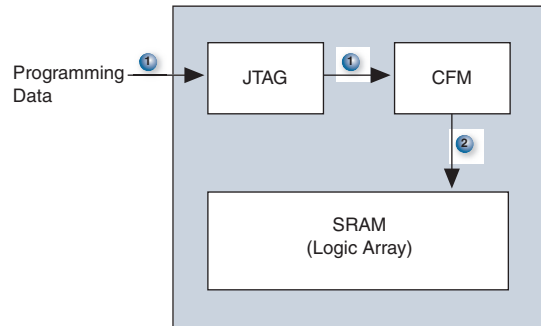 Programming
Data
1
JTAG
1
CFM
2
SRAM
(Logic Array)